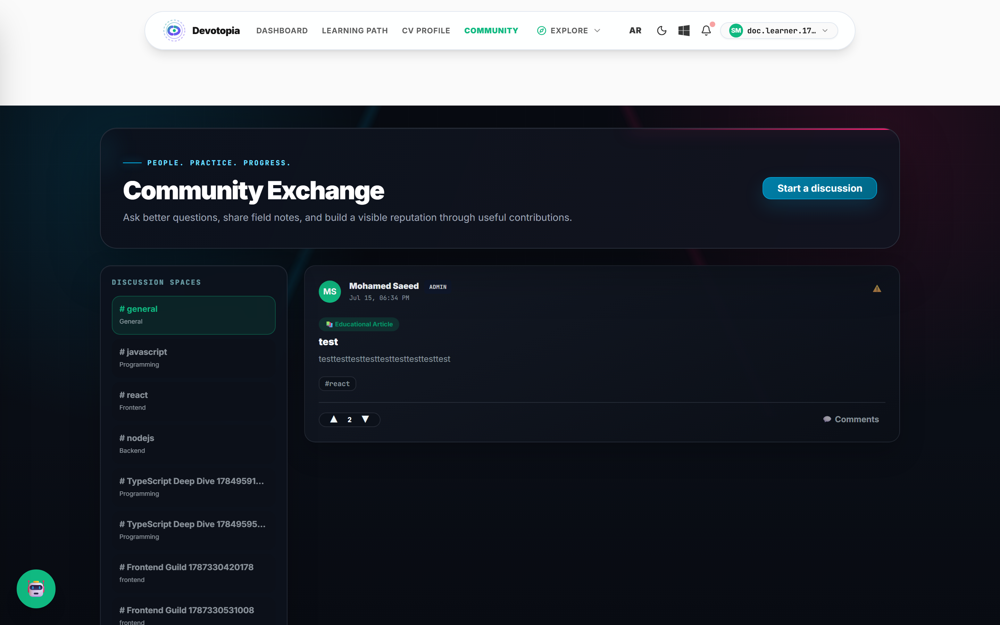 Devotopia
DASHBOARD
LEARNING PATH
CV PROFILE
COMMUNITY
EXPLORE
AR
SM
doc.learner.17…
PEOPLE. PRACTICE. PROGRESS.
Community Exchange
Ask better questions, share field notes, and build a visible reputation through useful contributions.
Start a discussion
DISCUSSION SPACES
# general
General
# javascript
Programming
# react
Frontend
# nodejs
Backend
# TypeScript Deep Dive 17849591…
Programming
# TypeScript Deep Dive 17849595…
Programming
# Frontend Guild 1787330420178
frontend
# Frontend Guild 1787330531008
frontend
MS
Mohamed Saeed
ADMIN
Jul 15, 06:34 PM
Educational Article
test
testtesttesttesttesttesttesttesttest
#react
2
Comments